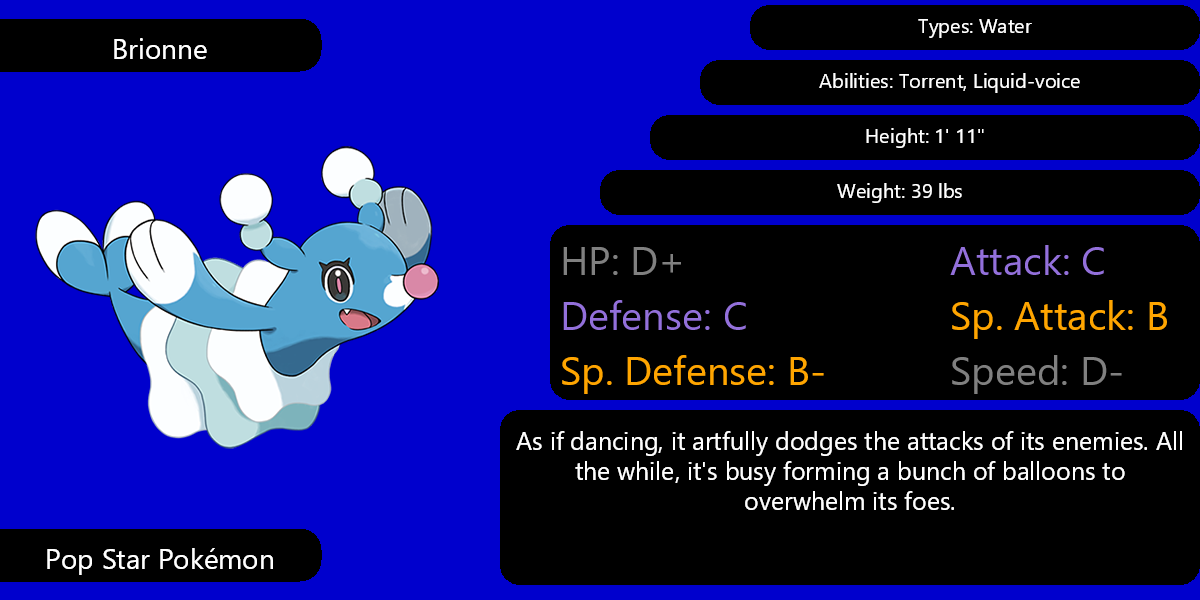 Brionne
Types: Water
Abilities: Torrent, Liquid-voice
Height: 1' 11"
Weight: 39 lbs
HP: D+
Attack: C
Defense: C
Sp. Attack: B
Sp. Defense: B-
Speed: D-
As if dancing, it artfully dodges the attacks of its enemies. All
the while, it's busy forming a bunch of balloons to
overwhelm its foes.
Pop Star Pokémon